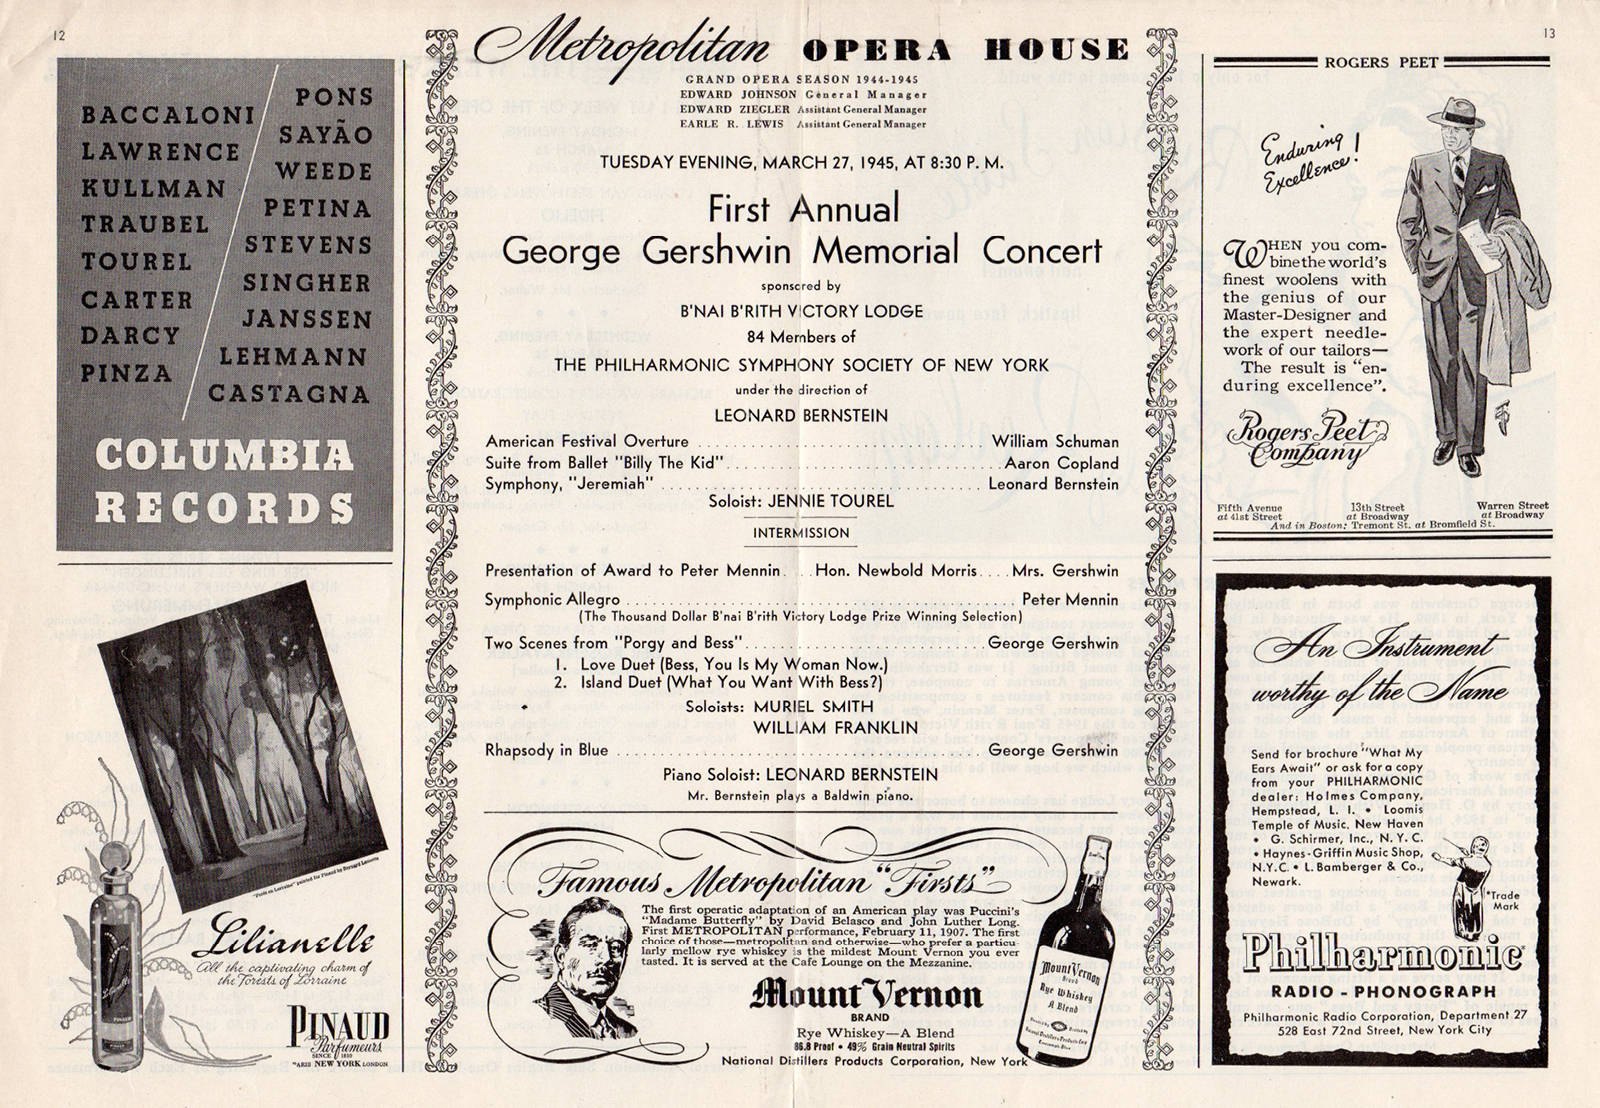 12
13
BACCALONI
LAWRENCE
KULLMAN
TRAUBEL
TOUREL
CARTER
DARCY
PINZA
PONS
SAYÃO
WEEDE
PETINA
STEVENS
SINGHER
JANSSEN
LEHMANN
CASTAGNA
COLUMBIA
RECORDS
"Forêt en Lorraine" painted for Pinaud by Bernard Lamotte
Lilianelle
All the captivating charm of
the Forests of Lorraine
PINAUD
Parfumeurs
SINCE 1810
PARIS NEW YORK LONDON
Metropolitan OPERA HOUSE
GRAND OPERA SEASON 1944-1945
EDWARD JOHNSON General Manager
EDWARD ZIEGLER Assistant General Manager
EARLE R. LEWIS Assistant General Manager
TUESDAY EVENING, MARCH 27, 1945, AT 8:30 P. M.
First Annual
George Gershwin Memorial Concert
sponsored by
B'NAI B'RITH VICTORY LODGE
84 Members of
THE PHILHARMONIC SYMPHONY SOCIETY OF NEW YORK
under the direction of
LEONARD BERNSTEIN
American Festival Overture ........ William Schuman
Suite from Ballet "Billy The Kid" ........ Aaron Copland
Symphony, "Jeremiah" ........ Leonard Bernstein
Soloist: JENNIE TOUREL
INTERMISSION
Presentation of Award to Peter Mennin ... Hon. Newbold Morris .... Mrs. Gershwin
Symphonic Allegro ........ Peter Mennin
(The Thousand Dollar B'nai B'rith Victory Lodge Prize Winning Selection)
Two Scenes from "Porgy and Bess" ........ George Gershwin
1. Love Duet (Bess, You Is My Woman Now.)
2. Island Duet (What You Want With Bess?)
Soloists: MURIEL SMITH
WILLIAM FRANKLIN
Rhapsody in Blue ........ George Gershwin
Piano Soloist: LEONARD BERNSTEIN
Mr. Bernstein plays a Baldwin piano.
Famous Metropolitan "Firsts"
The first operatic adaptation of an American play was Puccini's
"Madame Butterfly" by David Belasco and John Luther Long.
First METROPOLITAN performance, February 11, 1907. The first
choice of those—metropolitan and otherwise—who prefer a particu-
larly mellow rye whiskey is the mildest Mount Vernon you ever
tasted. It is served at the Cafe Lounge on the Mezzanine.
Mount Vernon
BRAND
Rye Whiskey—A Blend
86.8 Proof • 49% Grain Neutral Spirits
National Distillers Products Corporation, New York
Mount Vernon
Brand
Rye Whiskey
A Blend
ROGERS PEET
Enduring
Excellence!
WHEN you com-
bine the world's
finest woolens with
the genius of our
Master-Designer and
the expert needle-
work of our tailors—
The result is "en-
during excellence".
Rogers Peet
Company
Fifth Avenue
at 41st Street
13th Street
at Broadway
Warren Street
at Broadway
And in Boston: Tremont St. at Bromfield St.
An Instrument
worthy of the Name
Send for brochure "What My
Ears Await" or ask for a copy
from your PHILHARMONIC
dealer: Holmes Company,
Hempstead, L. I. • Loomis
Temple of Music. New Haven
• G. Schirmer, Inc., N. Y. C.
• Haynes-Griffin Music Shop,
N.Y.C. • L. Bamberger & Co.,
Newark.
*Trade
Mark
Philharmonic
RADIO - PHONOGRAPH
Philharmonic Radio Corporation, Department 27
528 East 72nd Street, New York City